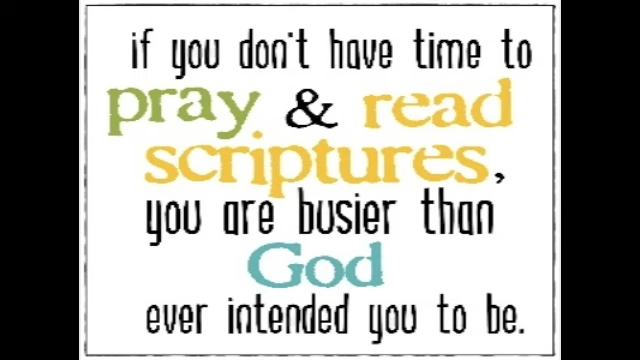 if you don't have time to
pray & read
scriptures,
you are busier than
God
ever intended you to be.